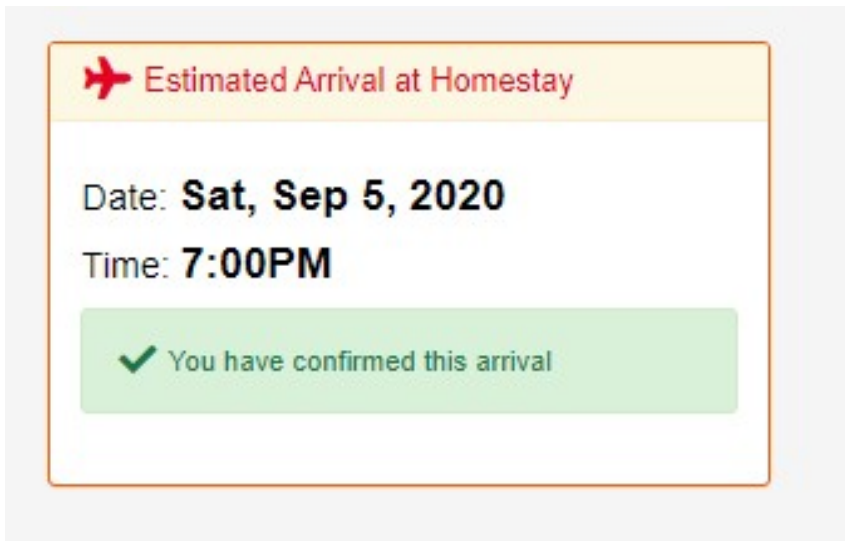 Estimated Arrival at Homestay
Date: Sat, Sep 5, 2020
Time: 7:00PM
You have confirmed this arrival